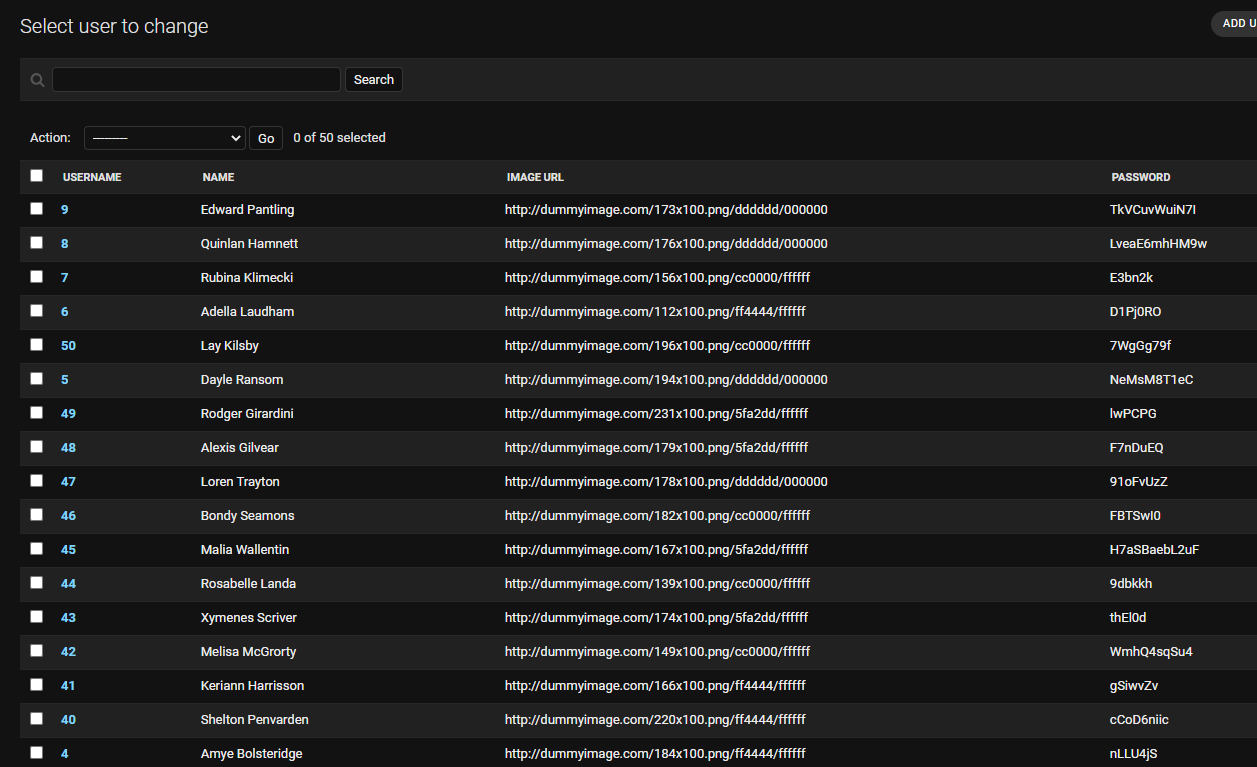 Select user to change
ADD U
Search
Action: --------- Go 0 of 50 selected
USERNAME NAME IMAGE URL PASSWORD
9 Edward Pantling http://dummyimage.com/173x100.png/dddddd/000000 TkVCuvWuiN7I
8 Quinlan Hamnett http://dummyimage.com/176x100.png/dddddd/000000 LveaE6mhHM9w
7 Rubina Klimecki http://dummyimage.com/156x100.png/cc0000/ffffff E3bn2k
6 Adella Laudham http://dummyimage.com/112x100.png/ff4444/ffffff D1Pj0RO
50 Lay Kilsby http://dummyimage.com/196x100.png/cc0000/ffffff 7WgGg79f
5 Dayle Ransom http://dummyimage.com/194x100.png/dddddd/000000 NeMsM8T1eC
49 Rodger Girardini http://dummyimage.com/231x100.png/5fa2dd/ffffff lwPCPG
48 Alexis Gilvear http://dummyimage.com/179x100.png/5fa2dd/ffffff F7nDuEQ
47 Loren Trayton http://dummyimage.com/178x100.png/dddddd/000000 91oFvUzZ
46 Bondy Seamons http://dummyimage.com/182x100.png/cc0000/ffffff FBTSwI0
45 Malia Wallentin http://dummyimage.com/167x100.png/5fa2dd/ffffff H7aSBaebL2uF
44 Rosabelle Landa http://dummyimage.com/139x100.png/cc0000/ffffff 9dbkkh
43 Xymenes Scriver http://dummyimage.com/174x100.png/5fa2dd/ffffff thEl0d
42 Melisa McGrorty http://dummyimage.com/149x100.png/cc0000/ffffff WmhQ4sqSu4
41 Keriann Harrisson http://dummyimage.com/166x100.png/ff4444/ffffff gSiwvZv
40 Shelton Penvarden http://dummyimage.com/220x100.png/ff4444/ffffff cCoD6niic
4 Amye Bolsteridge http://dummyimage.com/184x100.png/ff4444/ffffff nLLU4jS